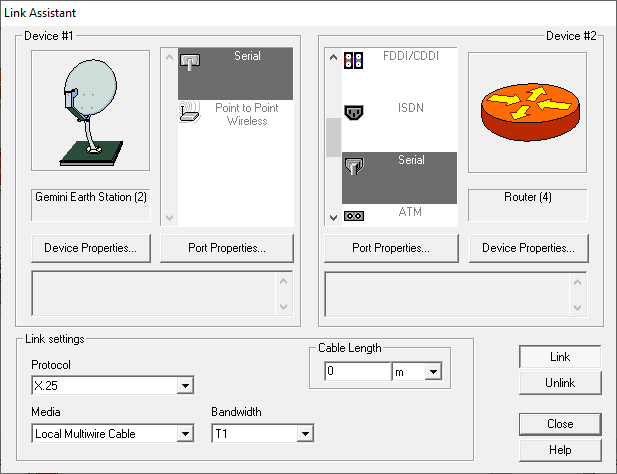 Link Assistant
Device #1
Serial
Point to Point
Wireless
Gemini Earth Station (2)
Device Properties...
Port Properties...
Device #2
FDDI/CDDI
ISDN
Serial
ATM
Router (4)
Port Properties...
Device Properties...
Link settings
Protocol
X.25
Cable Length
0
m
Media
Local Multiwire Cable
Bandwidth
T1
Link
Unlink
Close
Help